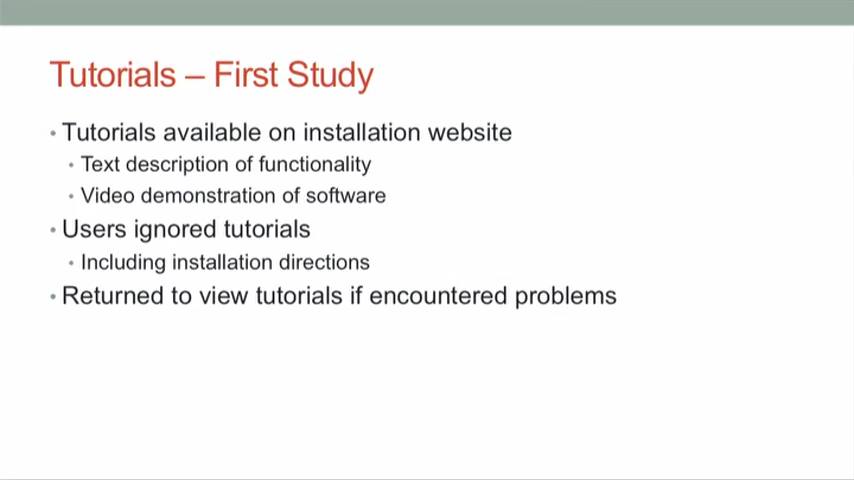 Tutorials – First Study
• Tutorials available on installation website
• Text description of functionality
• Video demonstration of software
• Users ignored tutorials
• Including installation directions
• Returned to view tutorials if encountered problems